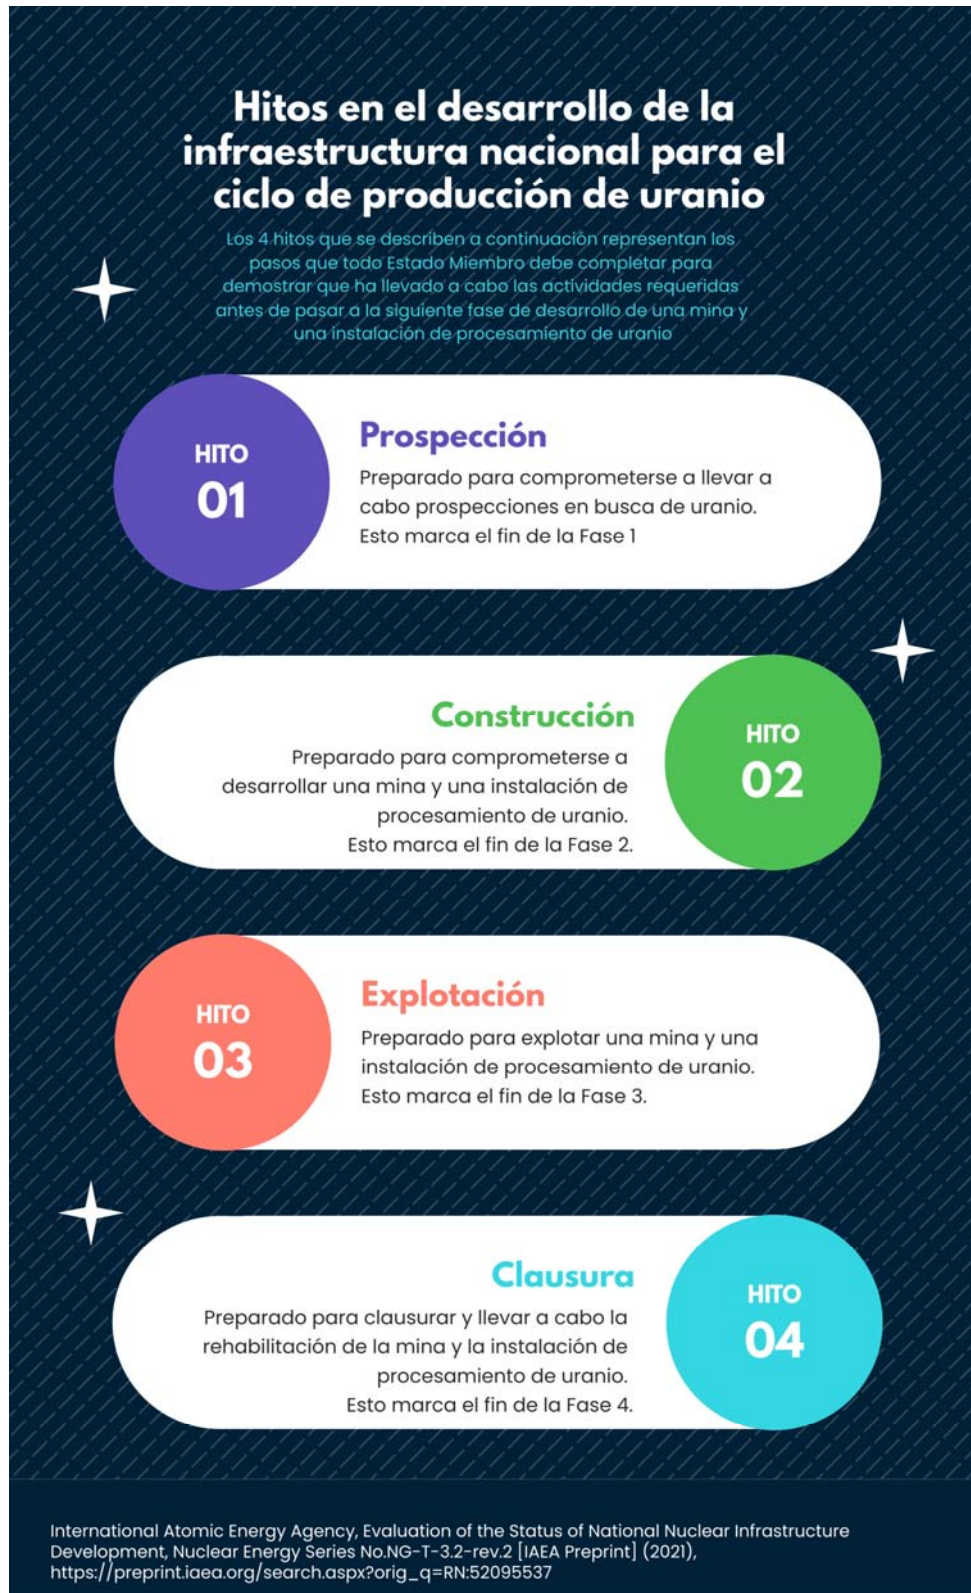 Hitos en el desarrollo de la
infraestructura nacional para el
ciclo de producción de uranio
Los 4 hitos que se describen a continuación representan los
pasos que todo Estado Miembro debe completar para
demostrar que ha llevado a cabo las actividades requeridas
antes de pasar a la siguiente fase de desarrollo de una mina y
una instalación de procesamiento de uranio
HITO
01
Prospección
Preparado para comprometerse a llevar a
cabo prospecciones en busca de uranio.
Esto marca el fin de la Fase 1
Construcción
Preparado para comprometerse a
desarrollar una mina y una instalación de
procesamiento de uranio.
Esto marca el fin de la Fase 2.
HITO
02
HITO
03
Explotación
Preparado para explotar una mina y una
instalación de procesamiento de uranio.
Esto marca el fin de la Fase 3.
Clausura
Preparado para clausurar y llevar a cabo la
rehabilitación de la mina y la instalación de
procesamiento de uranio.
Esto marca el fin de la Fase 4.
HITO
04
International Atomic Energy Agency, Evaluation of the Status of National Nuclear Infrastructure
Development, Nuclear Energy Series No.NG-T-3.2-rev.2 [IAEA Preprint] (2021),
https://preprint.iaea.org/search.aspx?orig_q=RN:52095537